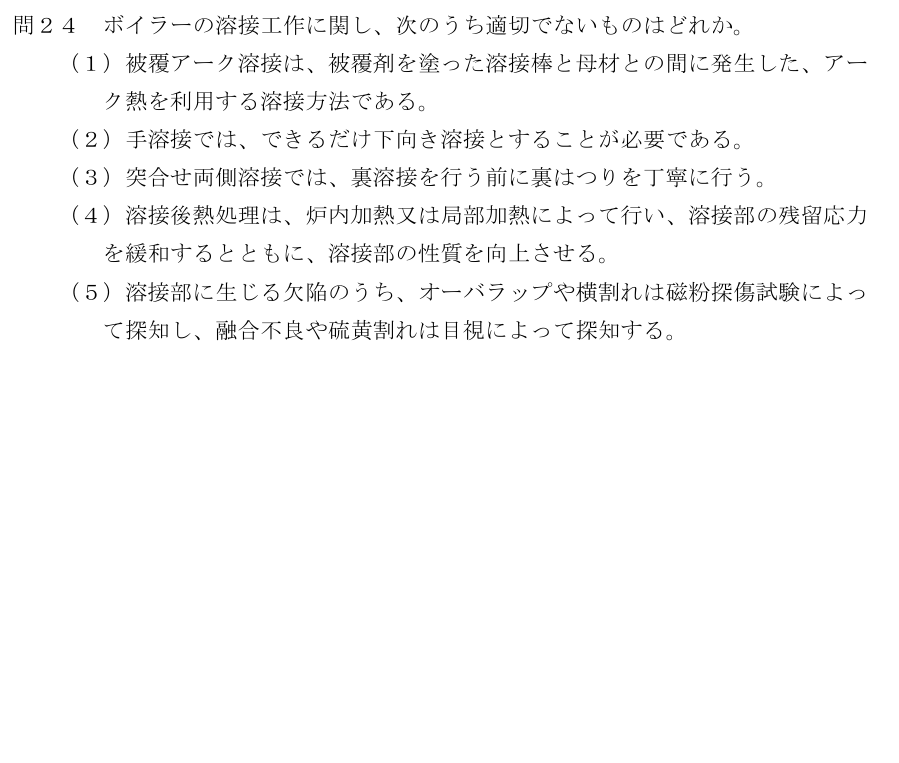 問２４　ボイラーの溶接工作に関し、次のうち適切でないものはどれか。
（１）被覆アーク溶接は、被覆剤を塗った溶接棒と母材との間に発生した、アー
ク熱を利用する溶接方法である。
（２）手溶接では、できるだけ下向き溶接とすることが必要である。
（３）突合せ両側溶接では、裏溶接を行う前に裏はつりを丁寧に行う。
（４）溶接後熱処理は、炉内加熱又は局部加熱によって行い、溶接部の残留応力
を緩和するとともに、溶接部の性質を向上させる。
（５）溶接部に生じる欠陥のうち、オーバラップや横割れは磁粉探傷試験によっ
て探知し、融合不良や硫黄割れは目視によって探知する。